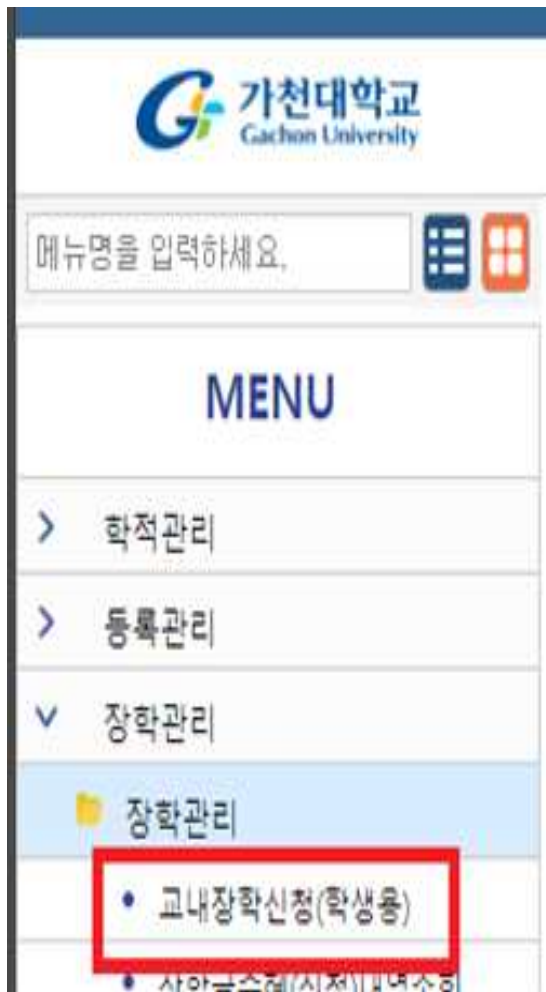 가천대학교
Gachon University
메뉴명을 입력하세요.
MENU
학적관리
등록관리
장학관리
장학관리
교내장학신청(학생용)